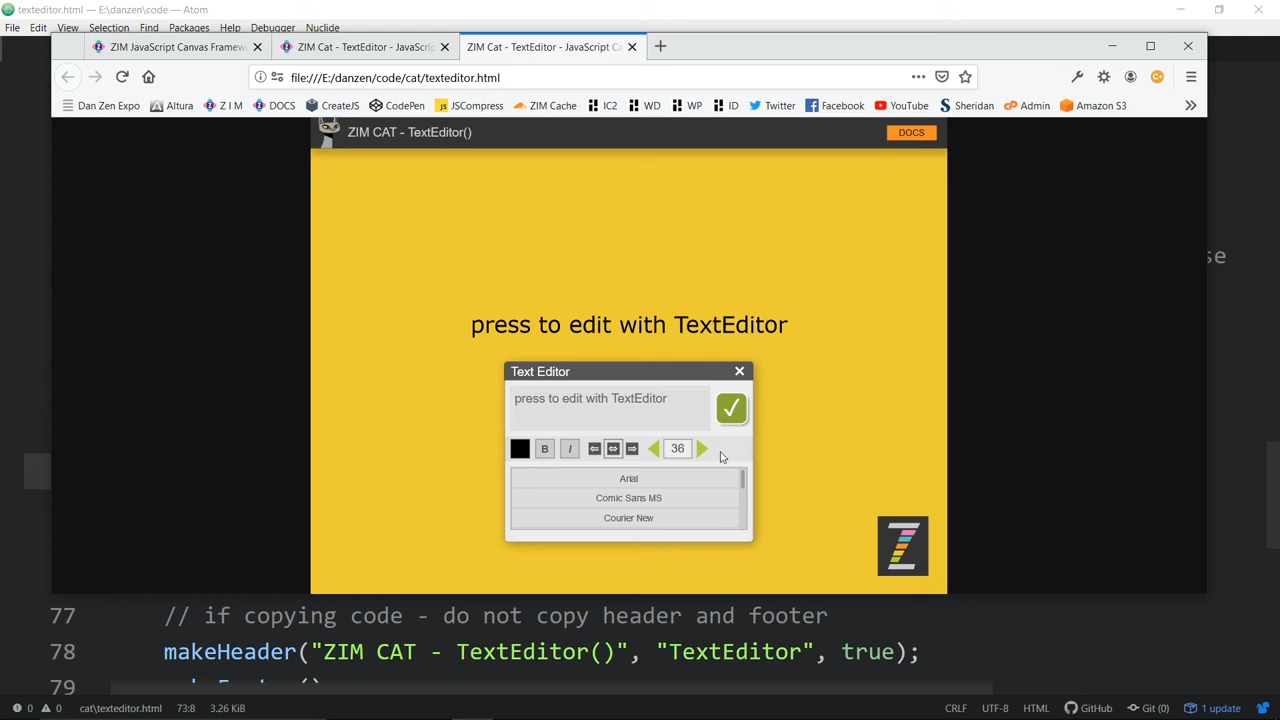 texteditor.html — E:\danzen\code — Atom
File Edit View Selection Find Packages Help Debugger Nuclide
ZIM JavaScript Canvas Framew
ZIM Cat - TextEditor - JavaScrip
ZIM Cat - TextEditor - JavaScript Ca
file:///E:/danzen/code/cat/texteditor.html
Dan Zen Expo Altura Z I M DOCS CreateJS CodePen JSCompress ZIM Cache IC2 WD WP ID Twitter Facebook YouTube Sheridan Admin Amazon S3
ZIM CAT - TextEditor()
DOCS
se
press to edit with TextEditor
Text Editor
press to edit with TextEditor
B I 36
Arial
Comic Sans MS
Courier New
77 // if copying code - do not copy header and footer
78 makeHeader("ZIM CAT - TextEditor()", "TextEditor", true);
79
0 0 cat\texteditor.html 73:8 3.26 KiB CRLF UTF-8 HTML GitHub Git (0) 1 update